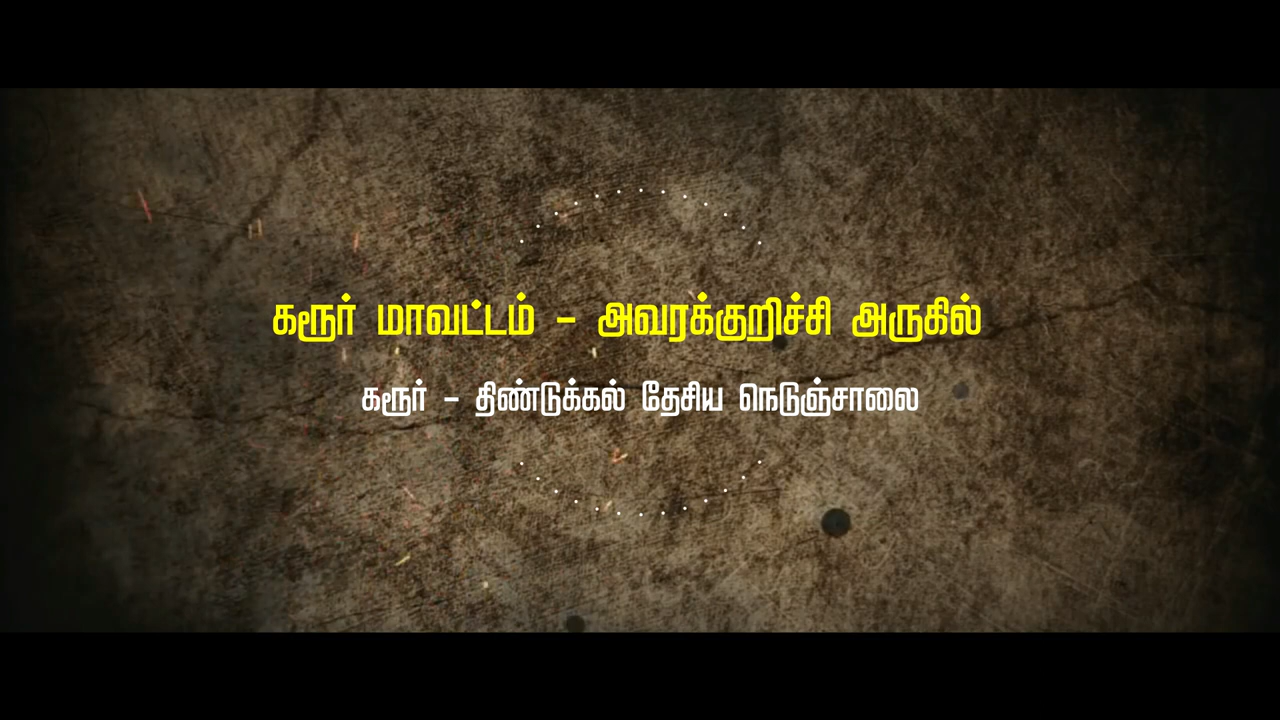 கரூர் மாவட்டம் - அவரக்குறிச்சி அருகில்
கரூர் - திண்டுக்கல் தேசிய நெடுஞ்சாலை